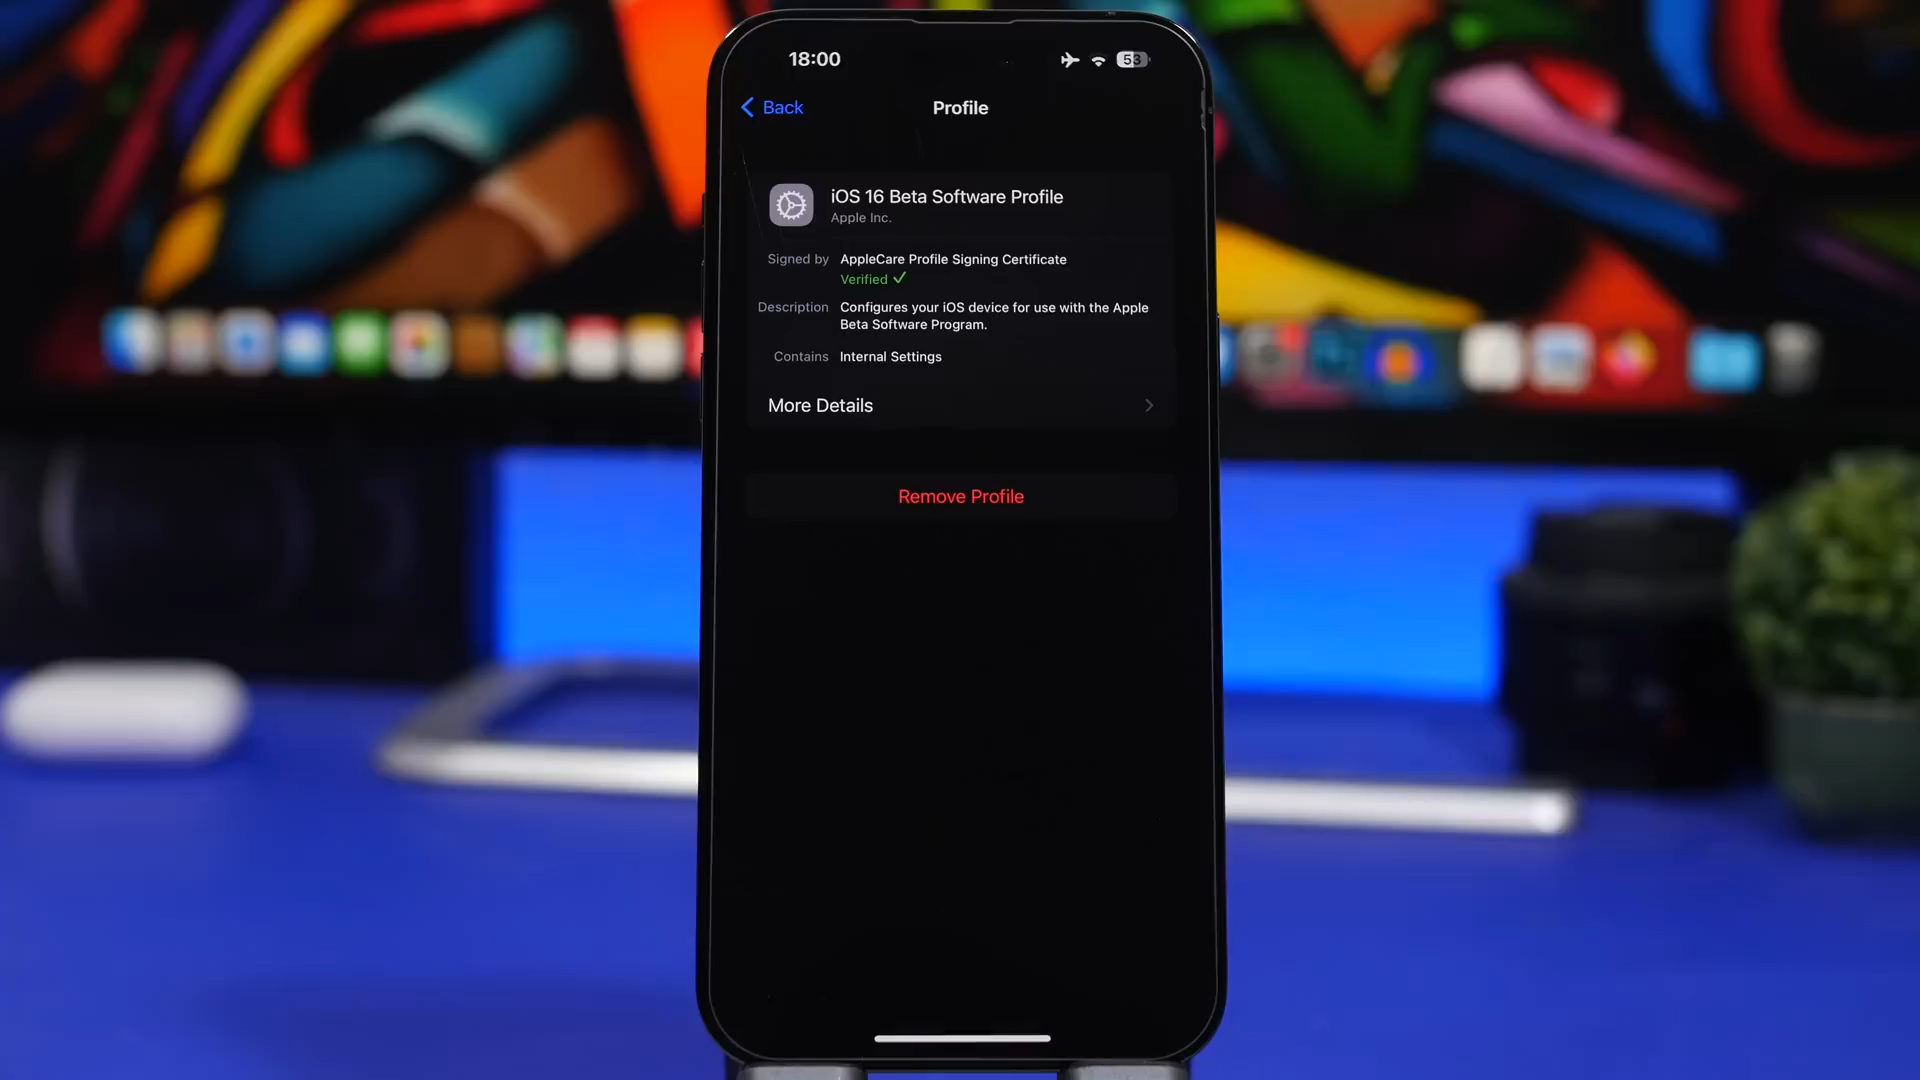 18:00
53
Back
Profile
iOS 16 Beta Software Profile
Apple Inc.
Signed by AppleCare Profile Signing Certificate
Verified ✓
Description Configures your iOS device for use with the Apple
Beta Software Program.
Contains Internal Settings
More Details
Remove Profile